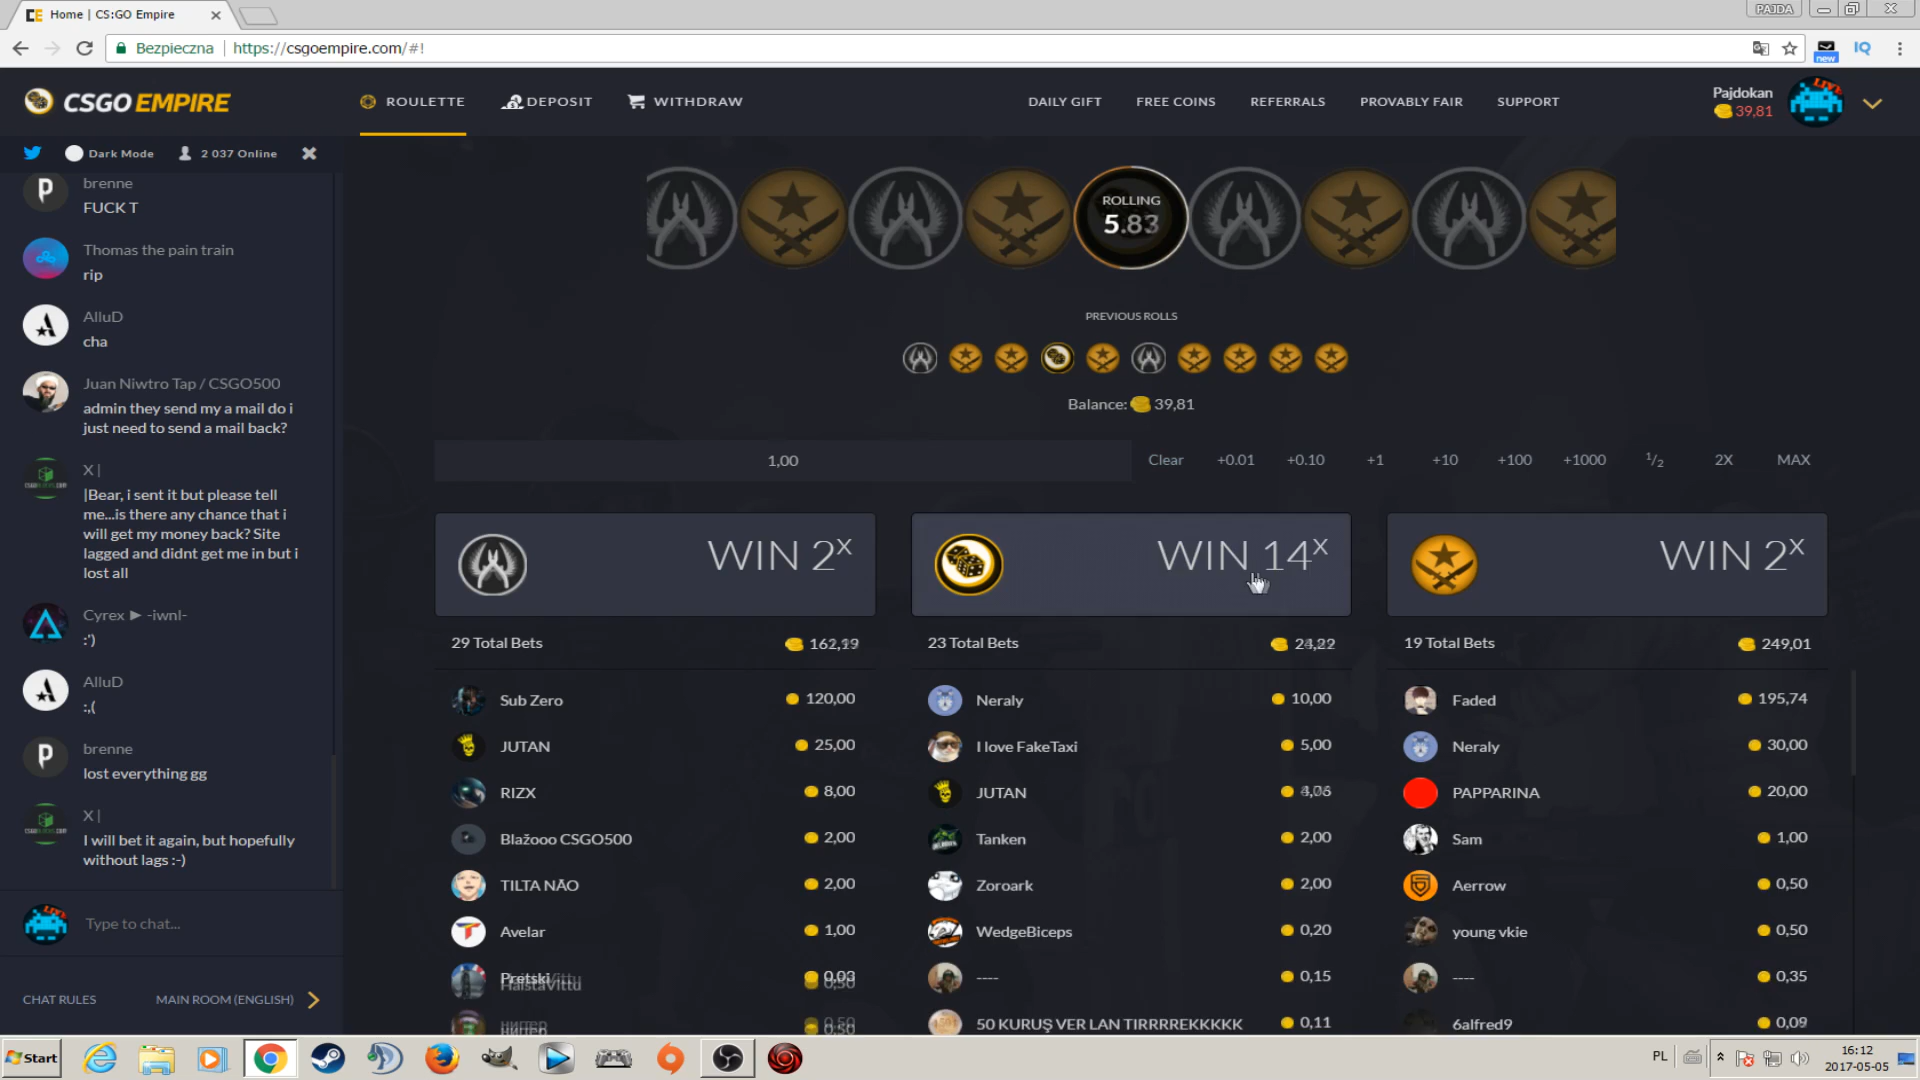 Home | CS:GO Empire
PAJDA
Bezpieczna
https://csgoempire.com/#!
new
IQ
CSGOEMPIRE
ROULETTE
DEPOSIT
WITHDRAW
DAILY GIFT
FREE COINS
REFERRALS
PROVABLY FAIR
SUPPORT
Pajdokan
39,81
LIVE
Dark Mode
2 037 Online
brenne
FUCK T
Thomas the pain train
rip
AlluD
cha
Juan Niwtro Tap / CSGO500
admin they send my a mail do i
just need to send a mail back?
X |
|Bear, i sent it but please tell
me...is there any chance that i
will get my money back? Site
lagged and didnt get me in but i
lost all
Cyrex ► -iwnl-
:')
AlluD
:,(
brenne
lost everything gg
X |
I will bet it again, but hopefully
without lags :-)
Type to chat...
CHAT RULES
MAIN ROOM (ENGLISH)
ROLLING
5.83
PREVIOUS ROLLS
Balance: 39,81
1,00
Clear
+0.01
+0.10
+1
+10
+100
+1000
1/2
2X
MAX
WIN 2X
29 Total Bets
Sub Zero 120,00
JUTAN 25,00
RIZX 8,00
Blažooo CSGO500 2,00
TILTA NÃO 2,00
Avelar 1,00
Pretski
WIN 14X
23 Total Bets
Neraly 10,00
I love FakeTaxi 5,00
JUTAN
Tanken 2,00
Zoroark 2,00
WedgeBiceps 0,20
---- 0,15
50 KURUŞ VER LAN TIRRRREKKKKK 0,11
WIN 2X
19 Total Bets 249,01
Faded 195,74
Neraly 30,00
PAPPARINA 20,00
Sam 1,00
Aerrow 0,50
young vkie 0,50
---- 0,35
6alfred9 0,09
Start
PL
16:12
2017-05-05